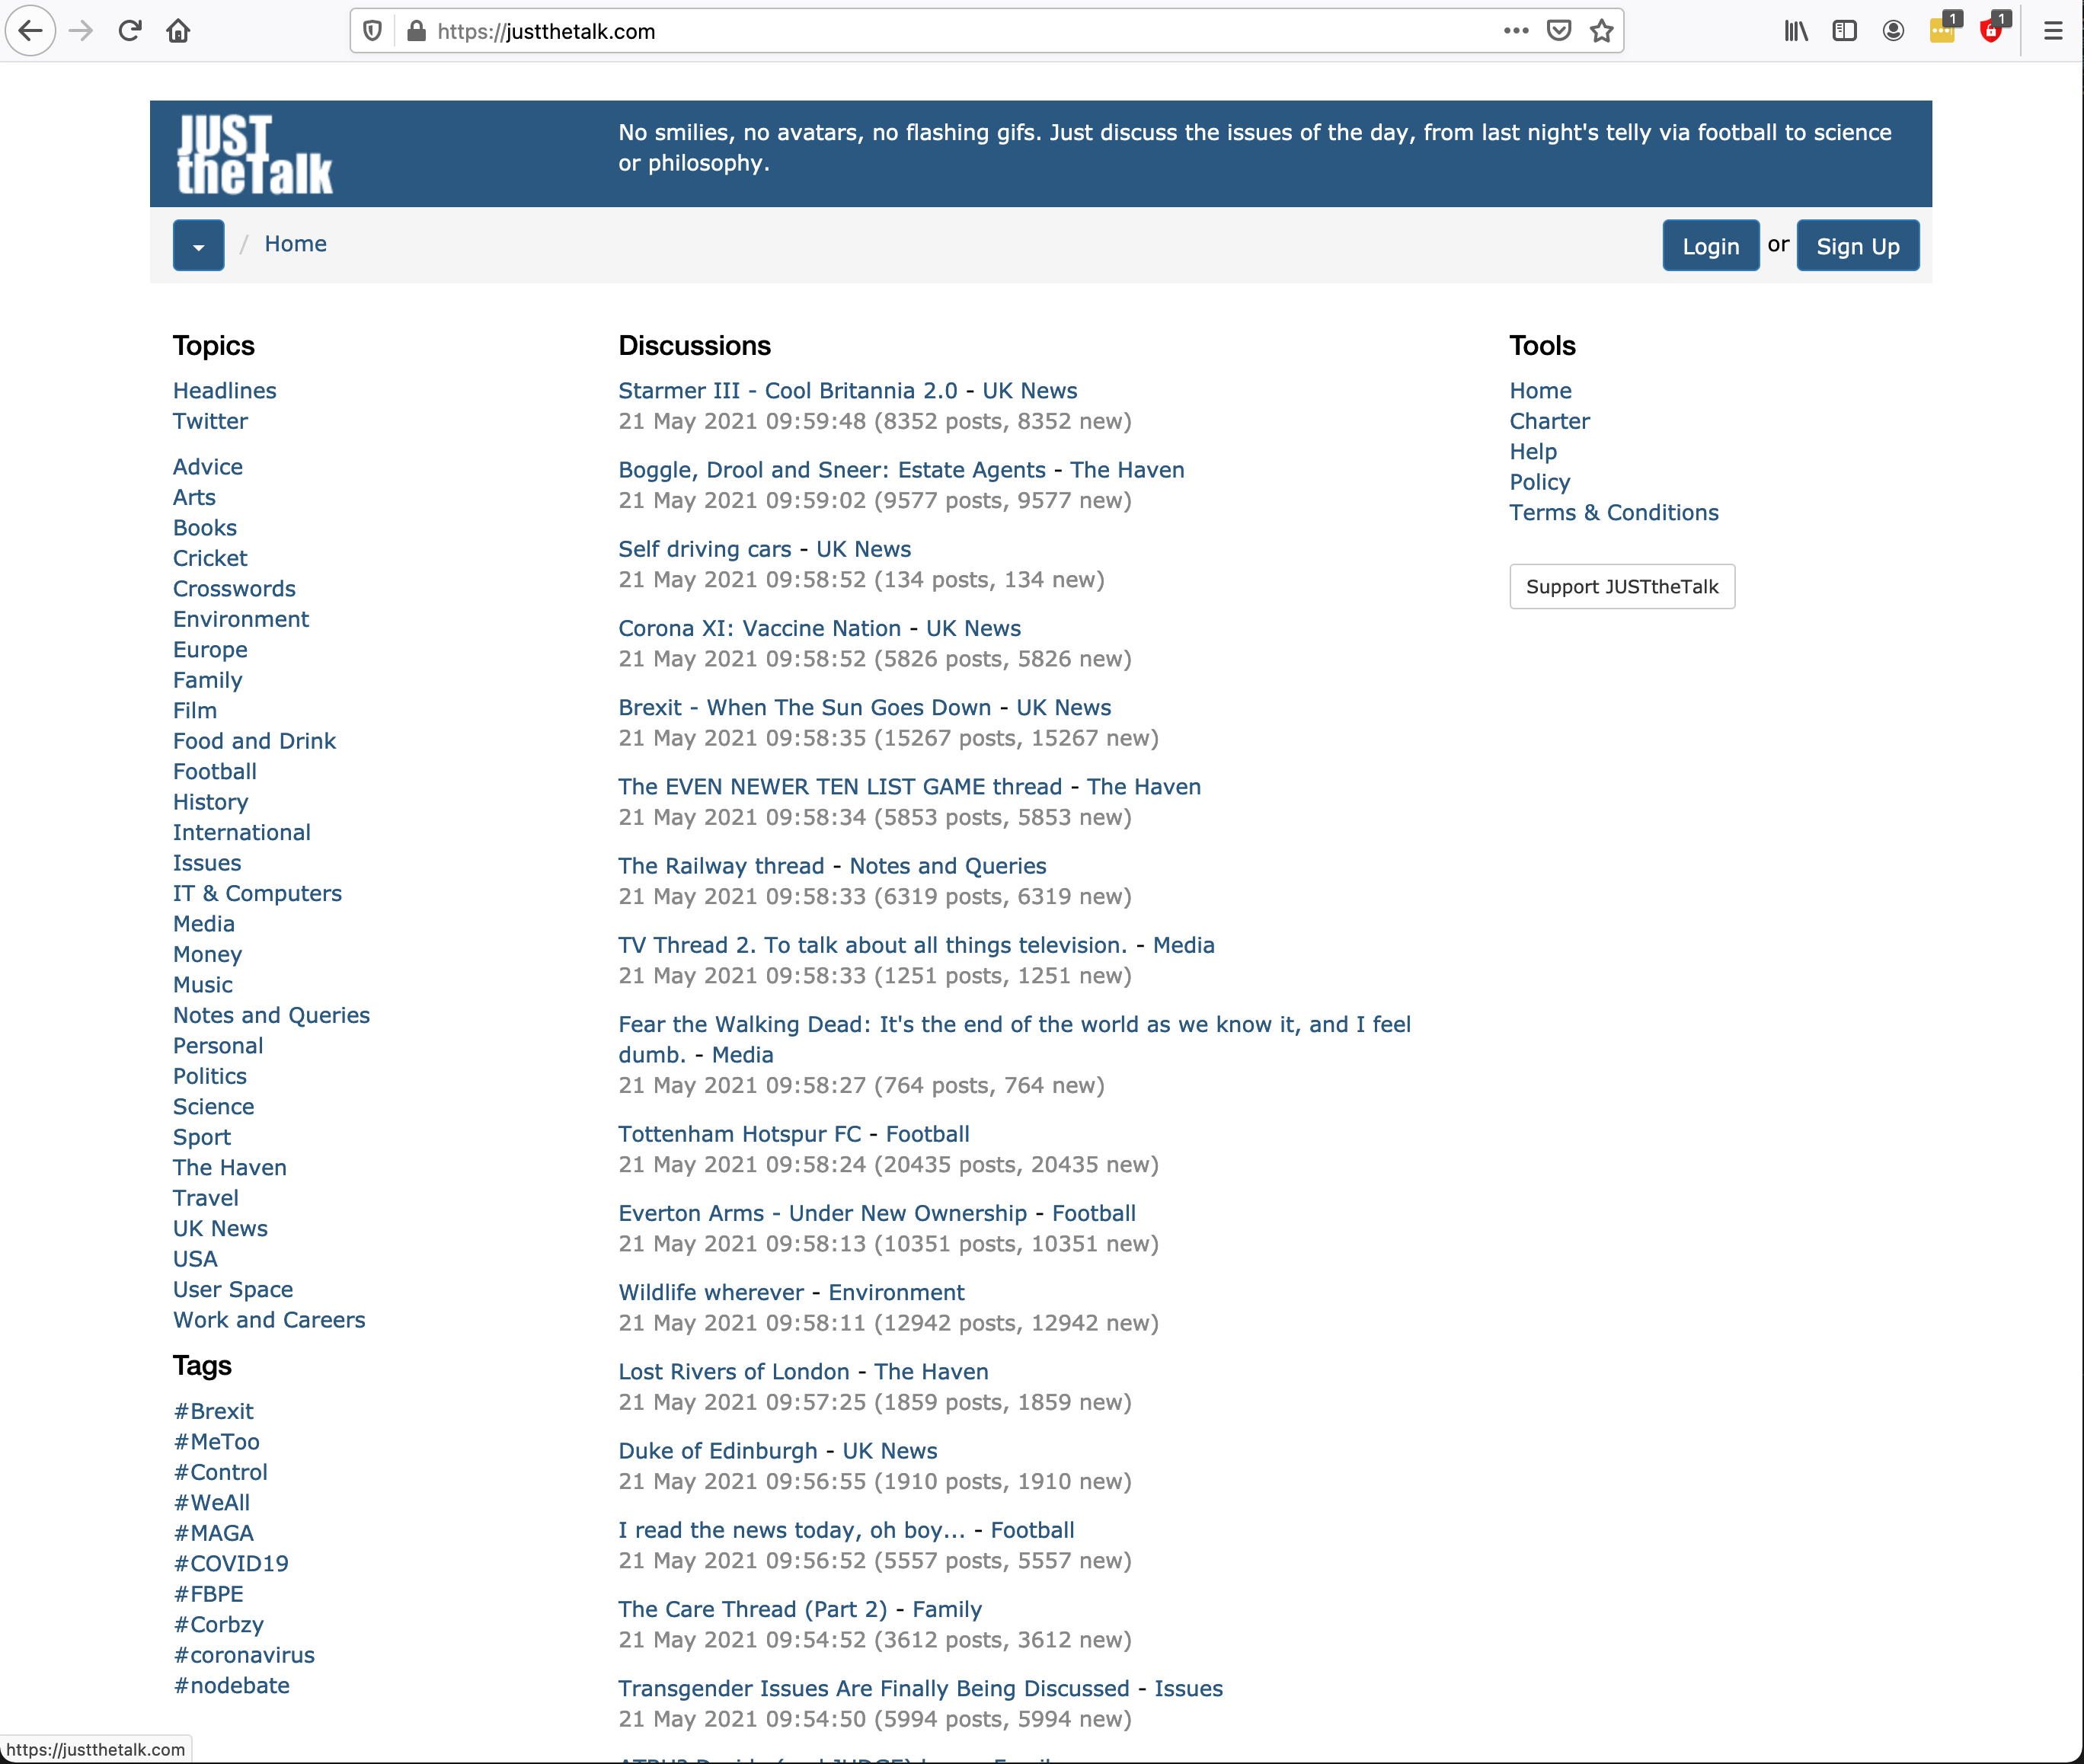 https://justthetalk.com
1
1
JUST
theTalk
No smilies, no avatars, no flashing gifs. Just discuss the issues of the day, from last night's telly via football to science
or philosophy.
/ Home
Login or Sign Up
Topics
Headlines
Twitter
Advice
Arts
Books
Cricket
Crosswords
Environment
Europe
Family
Film
Food and Drink
Football
History
International
Issues
IT & Computers
Media
Money
Music
Notes and Queries
Personal
Politics
Science
Sport
The Haven
Travel
UK News
USA
User Space
Work and Careers
Tags
#Brexit
#MeToo
#Control
#WeAll
#MAGA
#COVID19
#FBPE
#Corbzy
#coronavirus
#nodebate
Discussions
Starmer III - Cool Britannia 2.0 - UK News
21 May 2021 09:59:48 (8352 posts, 8352 new)
Boggle, Drool and Sneer: Estate Agents - The Haven
21 May 2021 09:59:02 (9577 posts, 9577 new)
Self driving cars - UK News
21 May 2021 09:58:52 (134 posts, 134 new)
Corona XI: Vaccine Nation - UK News
21 May 2021 09:58:52 (5826 posts, 5826 new)
Brexit - When The Sun Goes Down - UK News
21 May 2021 09:58:35 (15267 posts, 15267 new)
The EVEN NEWER TEN LIST GAME thread - The Haven
21 May 2021 09:58:34 (5853 posts, 5853 new)
The Railway thread - Notes and Queries
21 May 2021 09:58:33 (6319 posts, 6319 new)
TV Thread 2. To talk about all things television. - Media
21 May 2021 09:58:33 (1251 posts, 1251 new)
Fear the Walking Dead: It's the end of the world as we know it, and I feel
dumb. - Media
21 May 2021 09:58:27 (764 posts, 764 new)
Tottenham Hotspur FC - Football
21 May 2021 09:58:24 (20435 posts, 20435 new)
Everton Arms - Under New Ownership - Football
21 May 2021 09:58:13 (10351 posts, 10351 new)
Wildlife wherever - Environment
21 May 2021 09:58:11 (12942 posts, 12942 new)
Lost Rivers of London - The Haven
21 May 2021 09:57:25 (1859 posts, 1859 new)
Duke of Edinburgh - UK News
21 May 2021 09:56:55 (1910 posts, 1910 new)
I read the news today, oh boy... - Football
21 May 2021 09:56:52 (5557 posts, 5557 new)
The Care Thread (Part 2) - Family
21 May 2021 09:54:52 (3612 posts, 3612 new)
Transgender Issues Are Finally Being Discussed - Issues
21 May 2021 09:54:50 (5994 posts, 5994 new)
Tools
Home
Charter
Help
Policy
Terms & Conditions
Support JUSTtheTalk
https://justthetalk.com